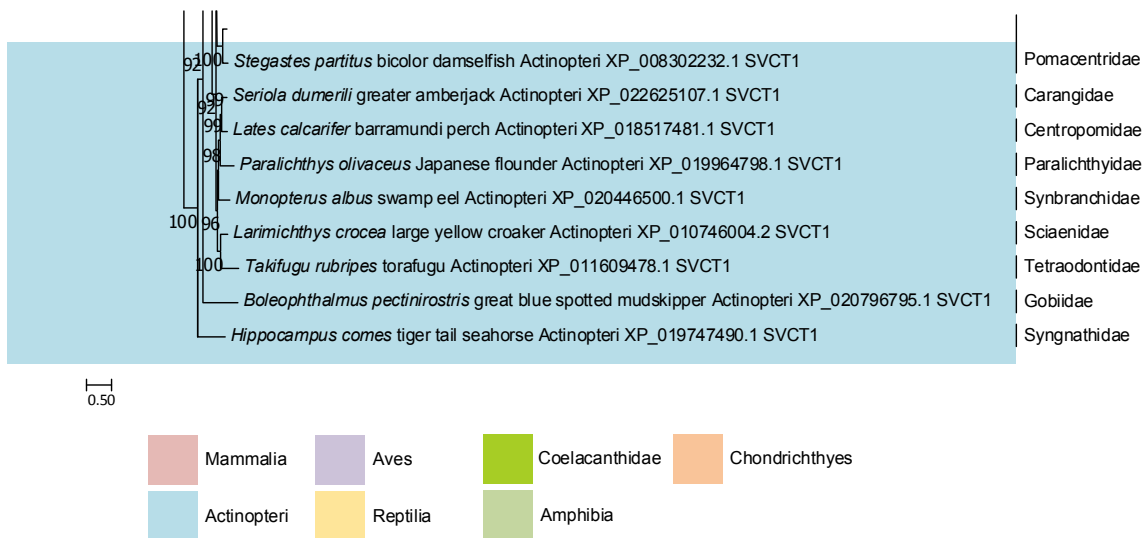 100
92
Stegastes partitus bicolor damselfish Actinopteri XP_008302232.1 SVCT1 Pomacentridae
99
Seriola dumerili greater amberjack Actinopteri XP_022625107.1 SVCT1 Carangidae
92
99
Lates calcarifer barramundi perch Actinopteri XP_018517481.1 SVCT1 Centropomidae
98
Paralichthys olivaceus Japanese flounder Actinopteri XP_019964798.1 SVCT1 Paralichthyidae
Monopterus albus swamp eel Actinopteri XP_020446500.1 SVCT1 Synbranchidae
100 96
Larimichthys crocea large yellow croaker Actinopteri XP_010746004.2 SVCT1 Sciaenidae
100
Takifugu rubripes torafugu Actinopteri XP_011609478.1 SVCT1 Tetraodontidae
Boleophthalmus pectinirostris great blue spotted mudskipper Actinopteri XP_020796795.1 SVCT1 Gobiidae
Hippocampus comes tiger tail seahorse Actinopteri XP_019747490.1 SVCT1 Syngnathidae
0.50
Mammalia Aves Coelacanthidae Chondrichthyes
Actinopteri Reptilia Amphibia